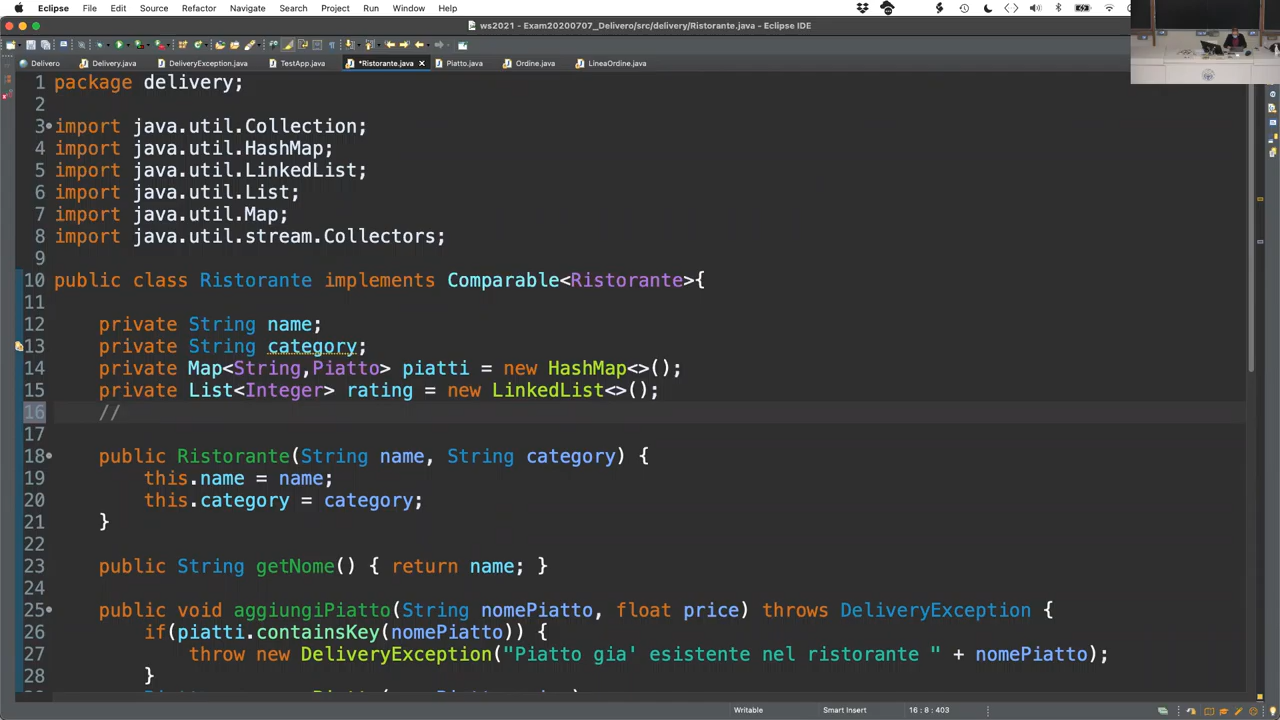 Eclipse File Edit Source Refactor Navigate Search Project Run Window Help
ws2021 - Exam20200707_Delivero/src/delivery/Ristorante.java - Eclipse IDE
Delivero Delivery.java DeliveryException.java TestApp.java *Ristorante.java Piatto.java Ordine.java LineaOrdine.java
1 package delivery;
2
3 import java.util.Collection;
4 import java.util.HashMap;
5 import java.util.LinkedList;
6 import java.util.List;
7 import java.util.Map;
8 import java.util.stream.Collectors;
9
10 public class Ristorante implements Comparable<Ristorante>{
11
12 private String name;
13 private String category;
14 private Map<String,Piatto> piatti = new HashMap<>();
15 private List<Integer> rating = new LinkedList<>();
16 //
17
18 public Ristorante(String name, String category) {
19 this.name = name;
20 this.category = category;
21 }
22
23 public String getNome() { return name; }
24
25 public void aggiungiPiatto(String nomePiatto, float price) throws DeliveryException {
26 if(piatti.containsKey(nomePiatto)) {
27 throw new DeliveryException("Piatto gia' esistente nel ristorante " + nomePiatto);
28 }
Writable Smart Insert 16 : 8 : 403